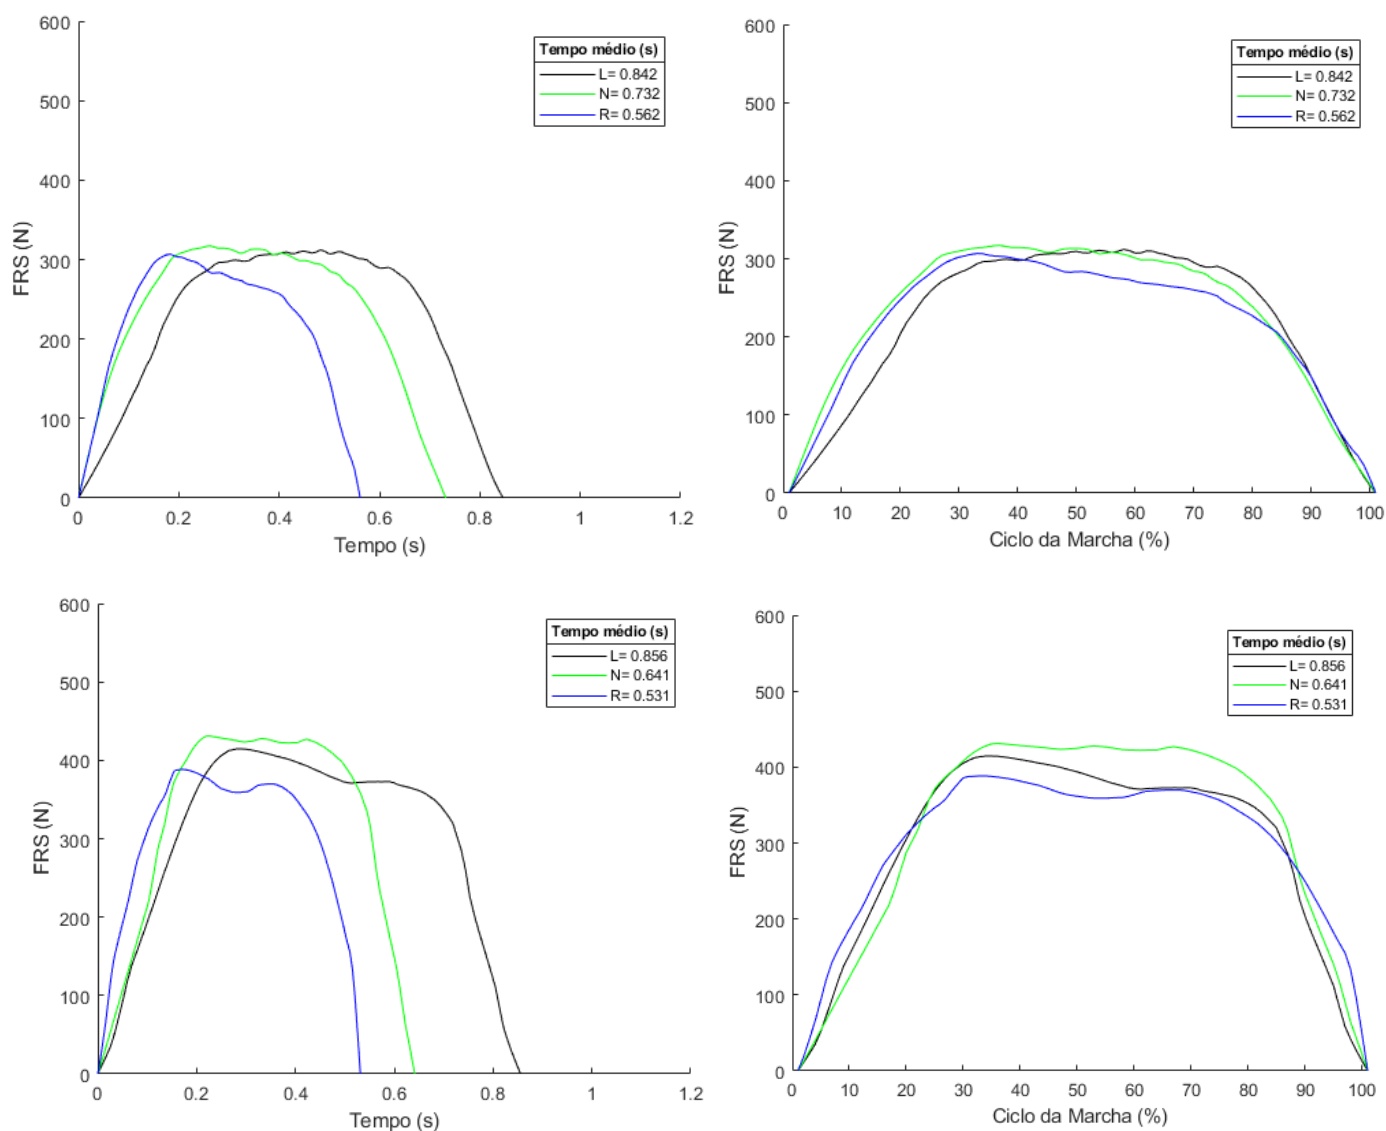 600
500
400
300
200
100
0
FRS (N)
Tempo médio (s)
L= 0.842
N= 0.732
R= 0.562
0 0.2 0.4 0.6 0.8 1 1.2
Tempo (s)
600
500
400
300
200
100
0
FRS (N)
Tempo médio (s)
L= 0.842
N= 0.732
R= 0.562
0 10 20 30 40 50 60 70 80 90 100
Ciclo da Marcha (%)
600
500
400
300
200
100
0
FRS (N)
Tempo médio (s)
L= 0.856
N= 0.641
R= 0.531
0 0.2 0.4 0.6 0.8 1 1.2
Tempo (s)
600
500
400
300
200
100
0
FRS (N)
Tempo médio (s)
L= 0.856
N= 0.641
R= 0.531
0 10 20 30 40 50 60 70 80 90 100
Ciclo da Marcha (%)